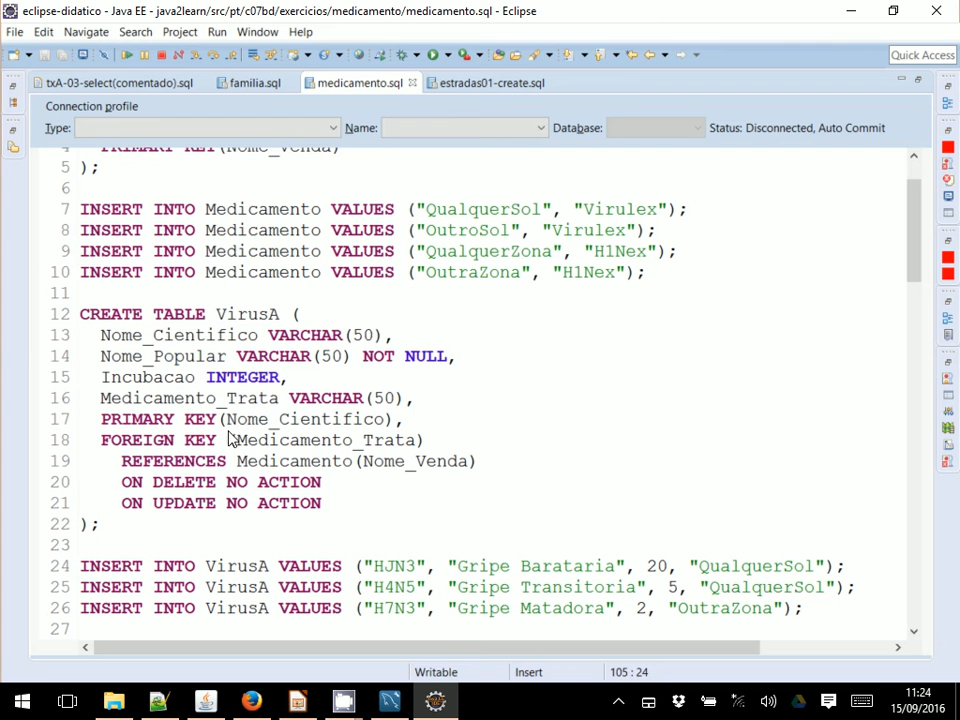 eclipse-didatico - Java EE - java2learn/src/pt/c07bd/exercicios/medicamento/medicamento.sql - Eclipse
File Edit Navigate Search Project Run Window Help
Quick Access
txA-03-select(comentado).sql familia.sql medicamento.sql estradas01-create.sql
Connection profile
Type: Name: Database: Status: Disconnected, Auto Commit
4 PRIMARY KEY(Nome_Venda)
5 );
6
7 INSERT INTO Medicamento VALUES ("QualquerSol", "Virulex");
8 INSERT INTO Medicamento VALUES ("OutroSol", "Virulex");
9 INSERT INTO Medicamento VALUES ("QualquerZona", "H1Nex");
10 INSERT INTO Medicamento VALUES ("OutraZona", "H1Nex");
11
12 CREATE TABLE VirusA (
13 Nome_Cientifico VARCHAR(50),
14 Nome_Popular VARCHAR(50) NOT NULL,
15 Incubacao INTEGER,
16 Medicamento_Trata VARCHAR(50),
17 PRIMARY KEY(Nome_Cientifico),
18 FOREIGN KEY (Medicamento_Trata)
19 REFERENCES Medicamento(Nome_Venda)
20 ON DELETE NO ACTION
21 ON UPDATE NO ACTION
22 );
23
24 INSERT INTO VirusA VALUES ("HJN3", "Gripe Barataria", 20, "QualquerSol");
25 INSERT INTO VirusA VALUES ("H4N5", "Gripe Transitoria", 5, "QualquerSol");
26 INSERT INTO VirusA VALUES ("H7N3", "Gripe Matadora", 2, "OutraZona");
27
Writable Insert 105 : 24
11:24
15/09/2016